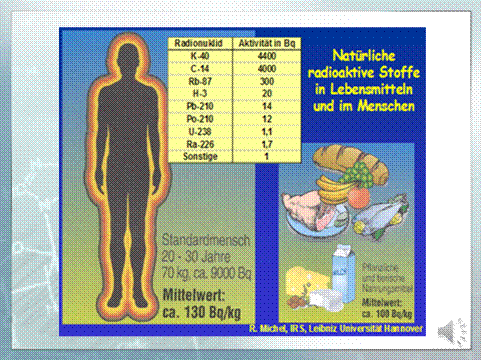 Radionuklid Aktivität in Bq
K-40 4400
C-14 4000
Rb-87 300
H-3 20
Pb-210 14
Po-210 12
U-238 1,1
Ra-226 1,7
Sonstige 1
Natürliche
radioaktive Stoffe
in Lebensmitteln
und im Menschen
Standardmensch
20 - 30 Jahre
70 kg, ca. 9000 Bq
Mittelwert:
ca. 130 Bq/kg
MILCH
Pflanzliche
und tierische
Nahrungsmittel
Mittelwert:
ca. 100 Bq/kg
R. Michel, IRS, Leibniz Universität Hannover